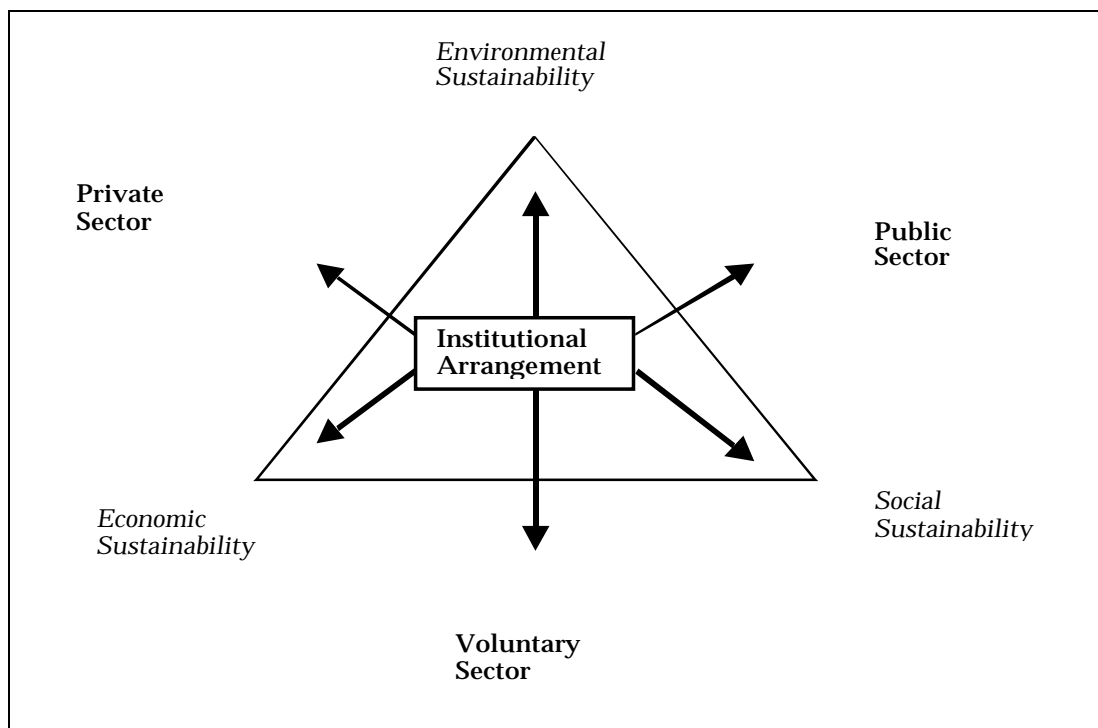 Environmental
Sustainability
Private
Sector
Public
Sector
Institutional
Arrangement
Economic
Sustainability
Social
Sustainability
Voluntary
Sector